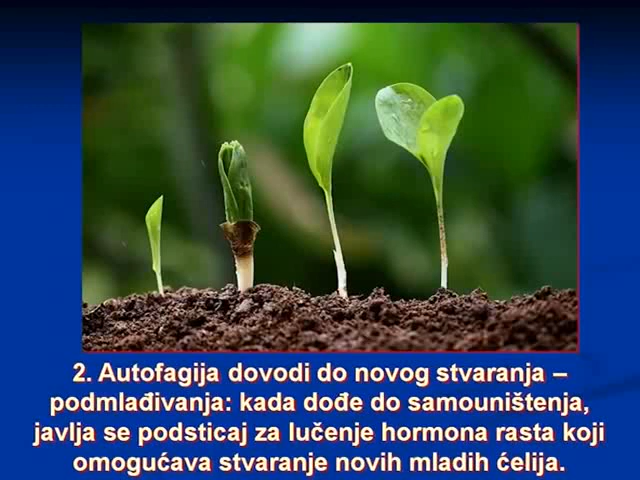 2. Autofagija dovodi do novog stvaranja –
podmlađivanja: kada dođe do samouništenja,
javlja se podsticaj za lučenje hormona rasta koji
omogućava stvaranje novih mladih ćelija.